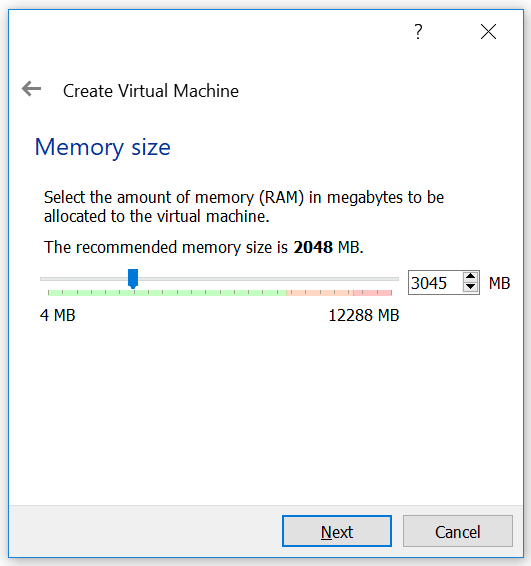 ?
Create Virtual Machine
Memory size
Select the amount of memory (RAM) in megabytes to be
allocated to the virtual machine.
The recommended memory size is 2048 MB.
3045 MB
4 MB 12288 MB
Next Cancel